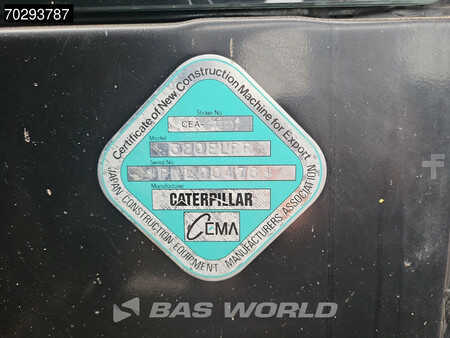 70293787
Certificate of New Construction Machine for Export
Sticker No.
CEA-
Model
Serial No.
Manufacturer
CATERPILLAR
CEMA
JAPAN CONSTRUCTION EQUIPMENT MANUFACTURERS ASSOCIATION
BAS WORLD